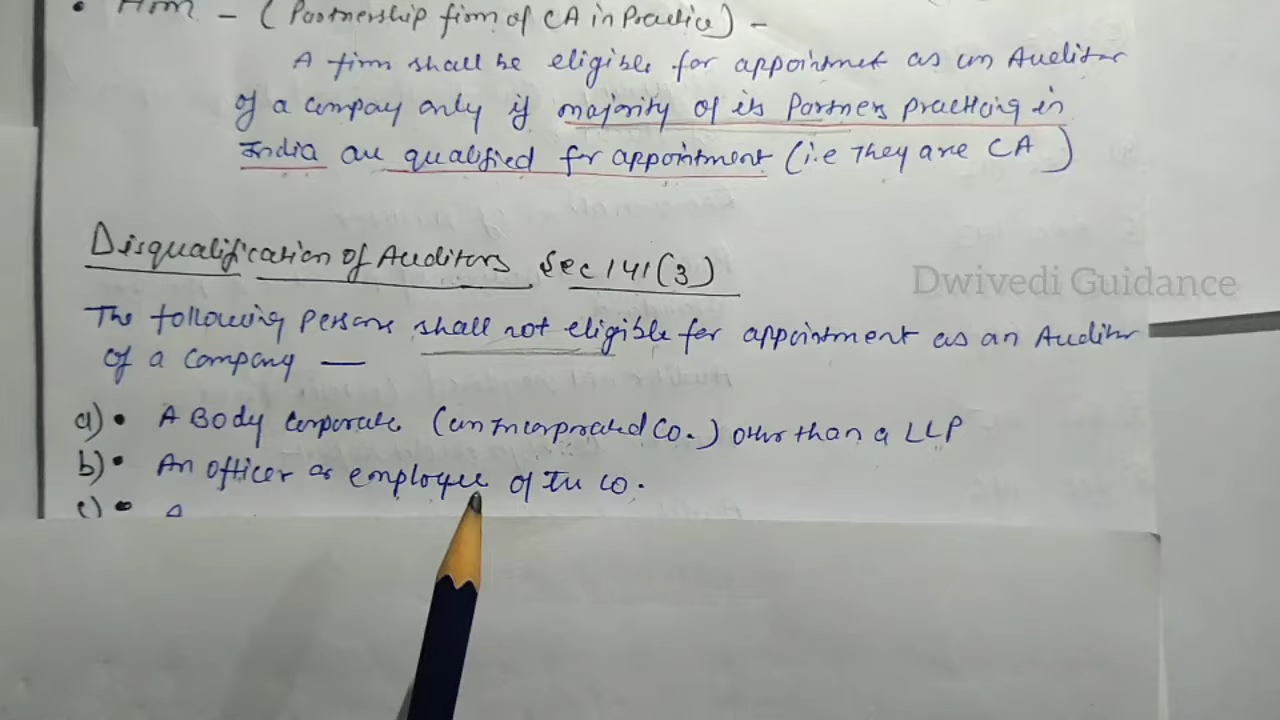 • Firm - (Partnership firm of CA in Practice) -
A firm shall be eligible for appointmet as an Auditor
of a company only if majority of its Partners practicing in
India are qualified for appointment (i.e They are CA)
Disqualification of Auditors Sec 141(3)
Dwivedi Guidance
The following Persons shall not eligible for appointment as an Auditor
of a company —
a) • A Body Corporate (an Incorporated Co.) other than a LLP
b) • An officer or employee of the co.
c) • A